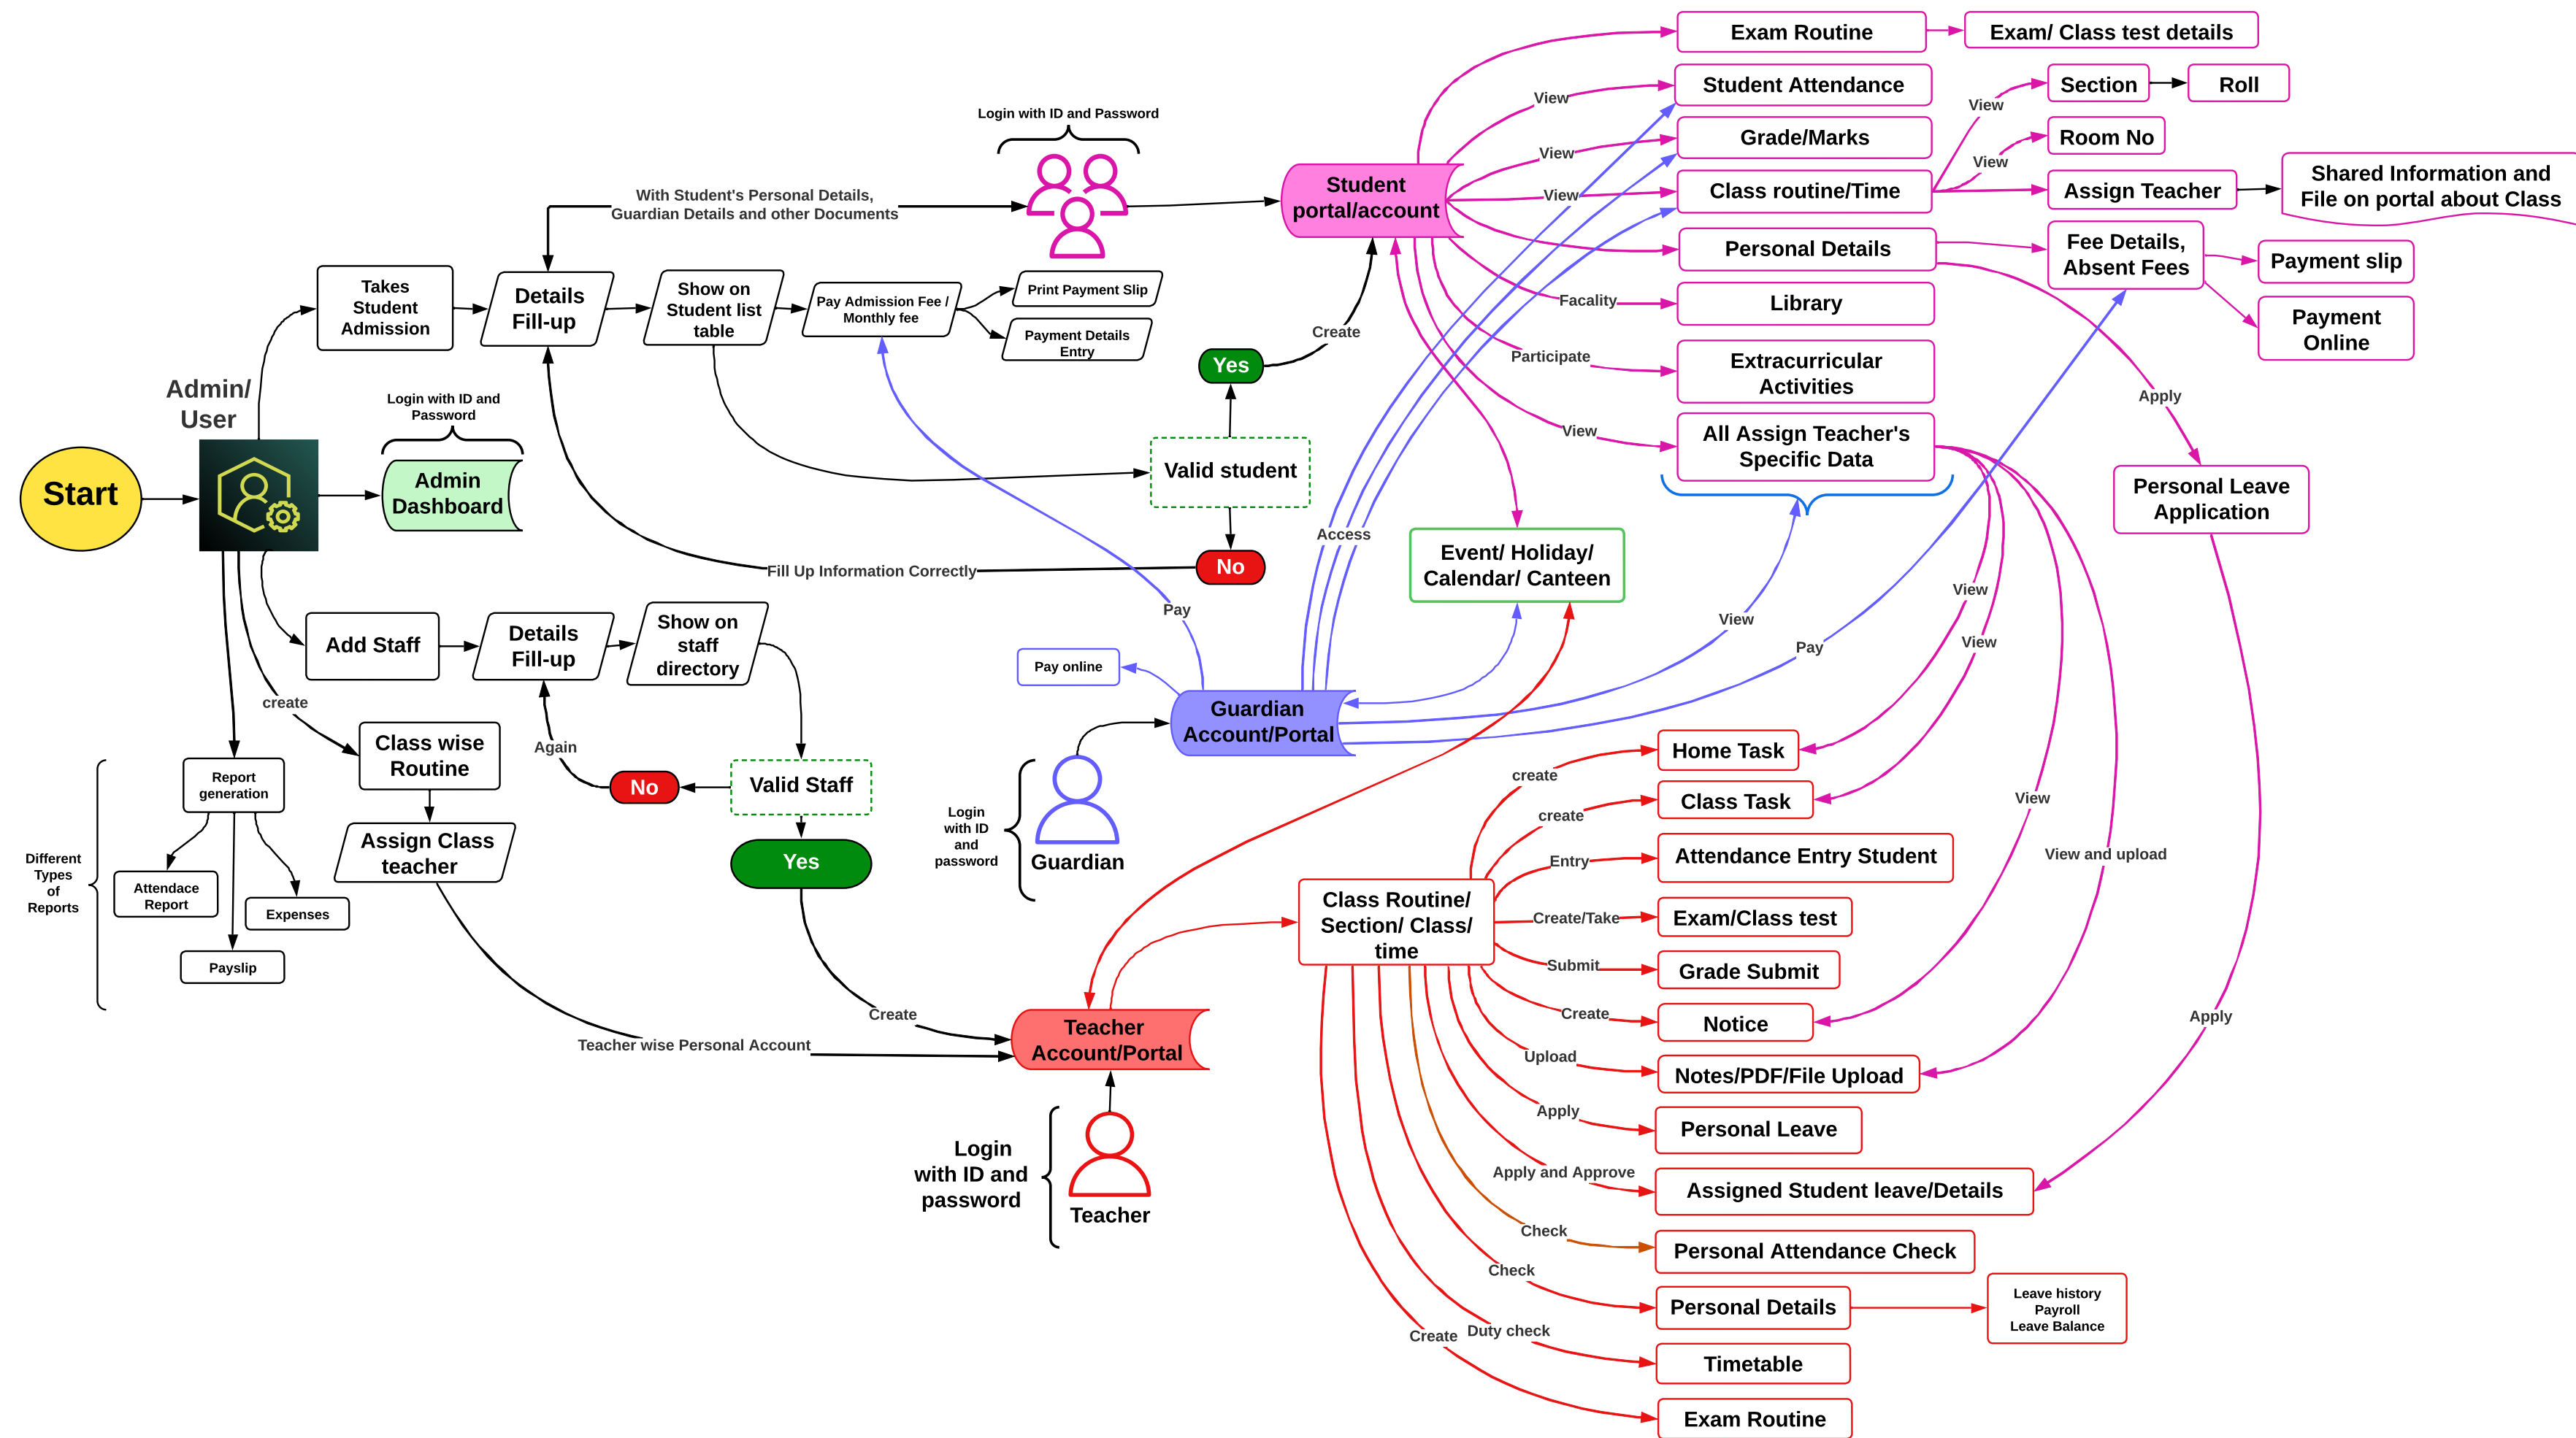 Start
Admin/
User
Login with ID and
Password
Admin
Dashboard
Takes
Student
Admission
Details
Fill-up
With Student's Personal Details,
Guardian Details and other Documents
Login with ID and Password
Show on
Student list
table
Pay Admission Fee /
Monthly fee
Print Payment Slip
Payment Details
Entry
Valid student
Yes
Create
No
Fill Up Information Correctly
Add Staff
Details
Fill-up
Show on
staff
directory
Valid Staff
No
Again
Yes
Create
create
Class wise
Routine
Assign Class
teacher
Teacher wise Personal Account
Report
generation
Different
Types
of
Reports
Attendace
Report
Expenses
Payslip
Student
portal/account
Exam Routine
Exam/ Class test details
View
Student Attendance
View
Grade/Marks
View
Class routine/Time
View
Section
Roll
View
Room No
Assign Teacher
Shared Information and
File on portal about Class
Personal Details
Fee Details,
Absent Fees
Payment slip
Payment
Online
Facality
Library
Participate
Extracurricular
Activities
View
All Assign Teacher's
Specific Data
Apply
Personal Leave
Application
Apply
Event/ Holiday/
Calendar/ Canteen
Access
View
Pay
Pay
Pay online
Guardian
Account/Portal
Login
with ID
and
password
Guardian
View
View
View
View and upload
Teacher
Account/Portal
Login
with ID and
password
Teacher
Class Routine/
Section/ Class/
time
create
Home Task
create
Class Task
Entry
Attendance Entry Student
Create/Take
Exam/Class test
Submit
Grade Submit
Create
Notice
Upload
Notes/PDF/File Upload
Apply
Personal Leave
Apply and Approve
Assigned Student leave/Details
Check
Personal Attendance Check
Check
Personal Details
Leave history
Payroll
Leave Balance
Duty check
Timetable
Create
Exam Routine